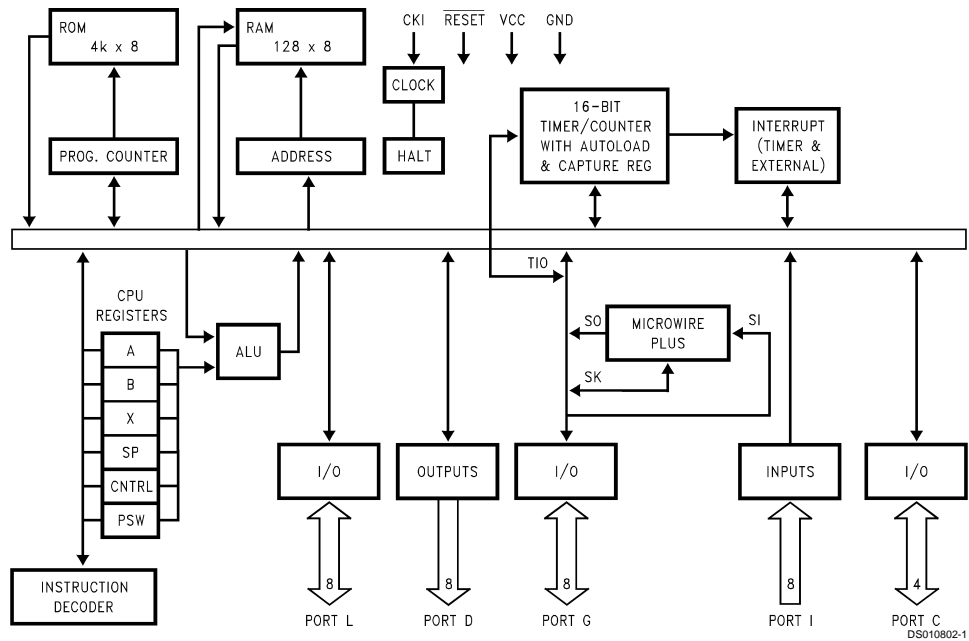 ROM
4k x 8
RAM
128 x 8
CKI
RESET
VCC
GND
CLOCK
HALT
PROG. COUNTER
ADDRESS
16-BIT
TIMER/COUNTER
WITH AUTOLOAD
& CAPTURE REG
INTERRUPT
(TIMER &
EXTERNAL)
TIO
CPU
REGISTERS
A
B
X
SP
CNTRL
PSW
ALU
SO
MICROWIRE
PLUS
SI
SK
I/O
OUTPUTS
I/O
INPUTS
I/O
INSTRUCTION
DECODER
8
8
8
8
4
PORT L
PORT D
PORT G
PORT I
PORT C
DS010802-1